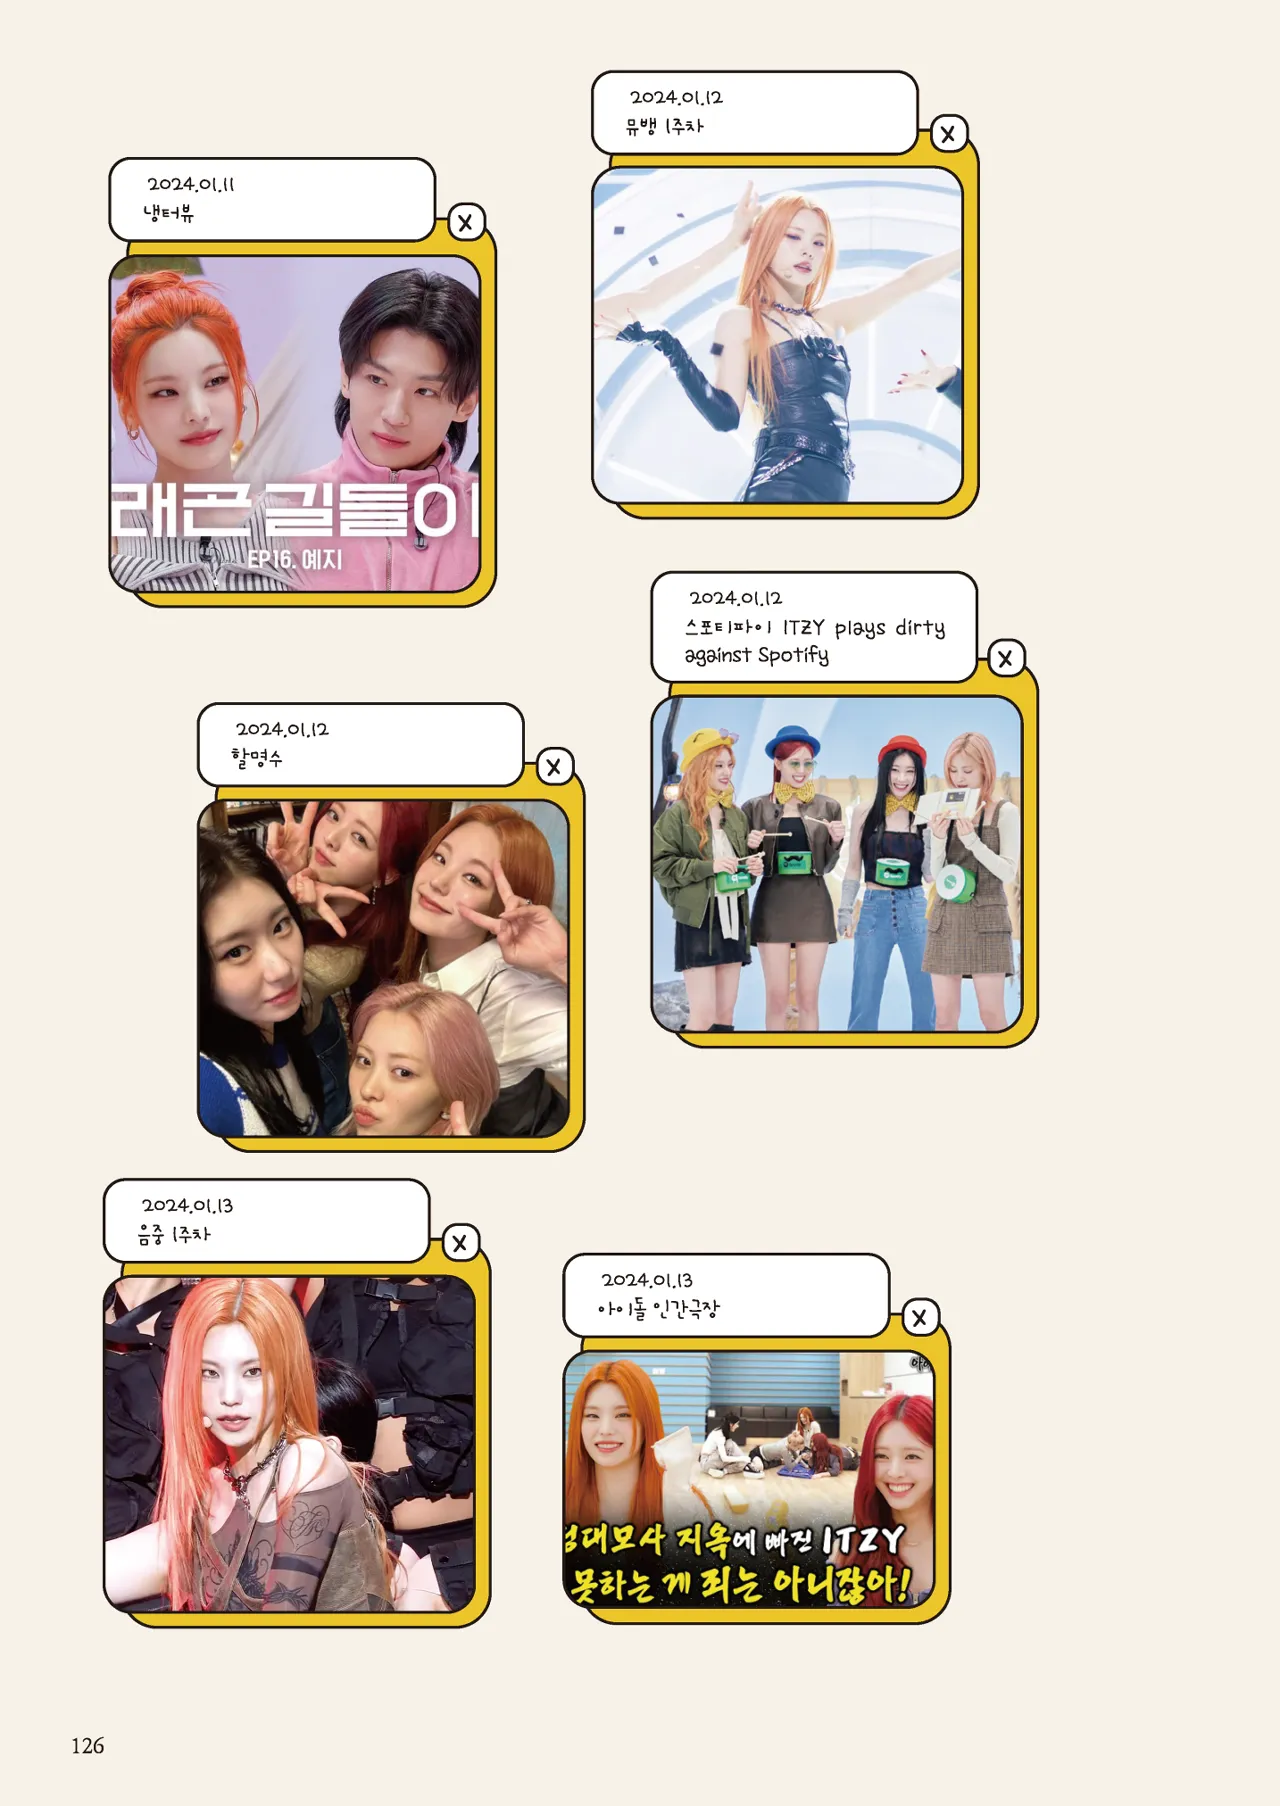 2024.01.11
냉터뷰
X
래곤 길들이
EP16. 예지
2024.01.12
뮤뱅 1주차
X
2024.01.12
할명수
X
2024.01.12
스포티파이 ITZY plays dirty
against Spotify
X
2024.01.13
음중 1주차
X
2024.01.13
아이돌 인간극장
X
성대모사 지옥에 빠진 ITZY
못하는 게 죄는 아니잖아!
126